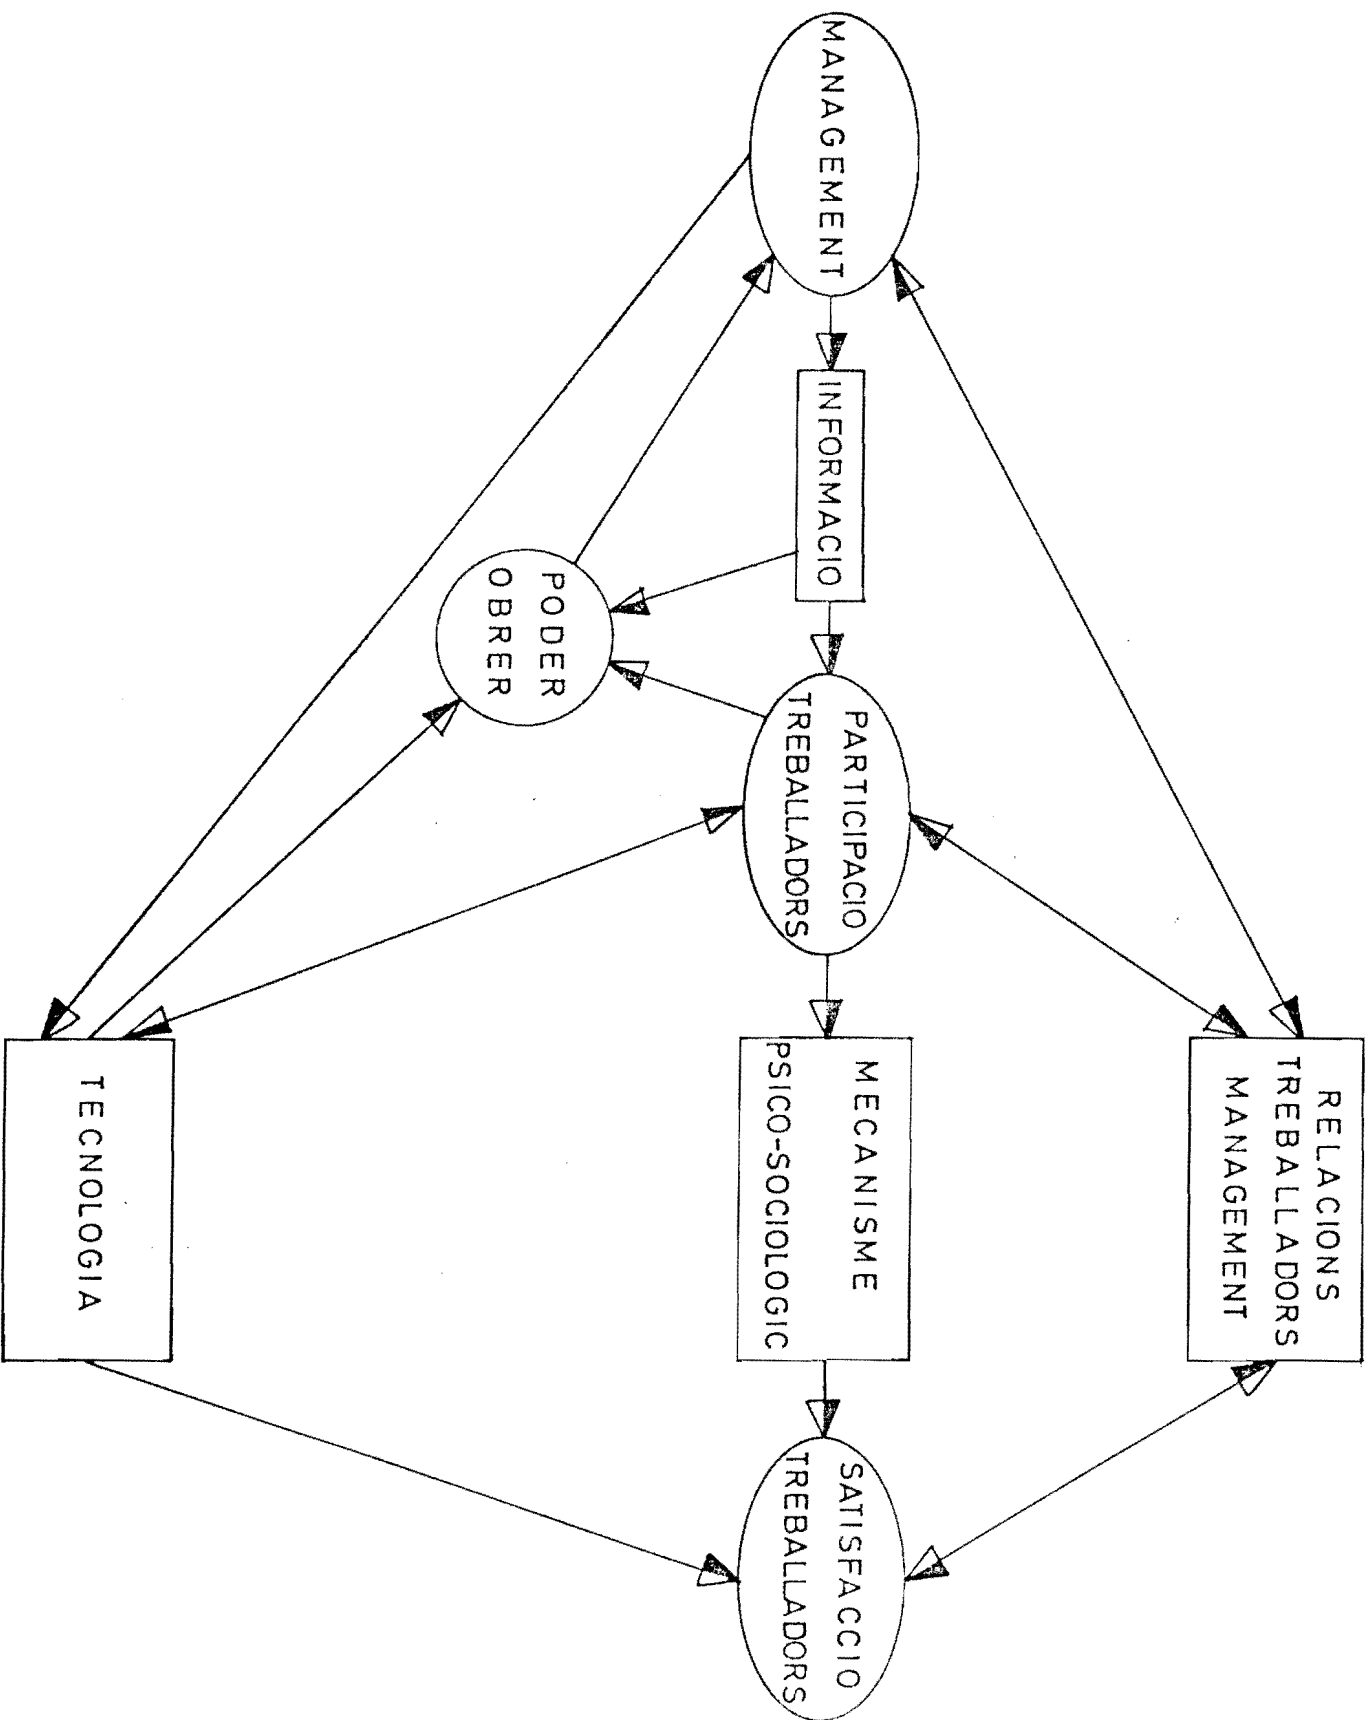 RELACIONS
TREBALLADORS
MANAGEMENT
MANAGEMENT
INFORMACIO
PARTICIPACIO
TREBALLADORS
MECANISME
PSICO-SOCIOLOGIC
SATISFACCIO
TREBALLADORS
PODER
OBRER
TECNOLOGIA